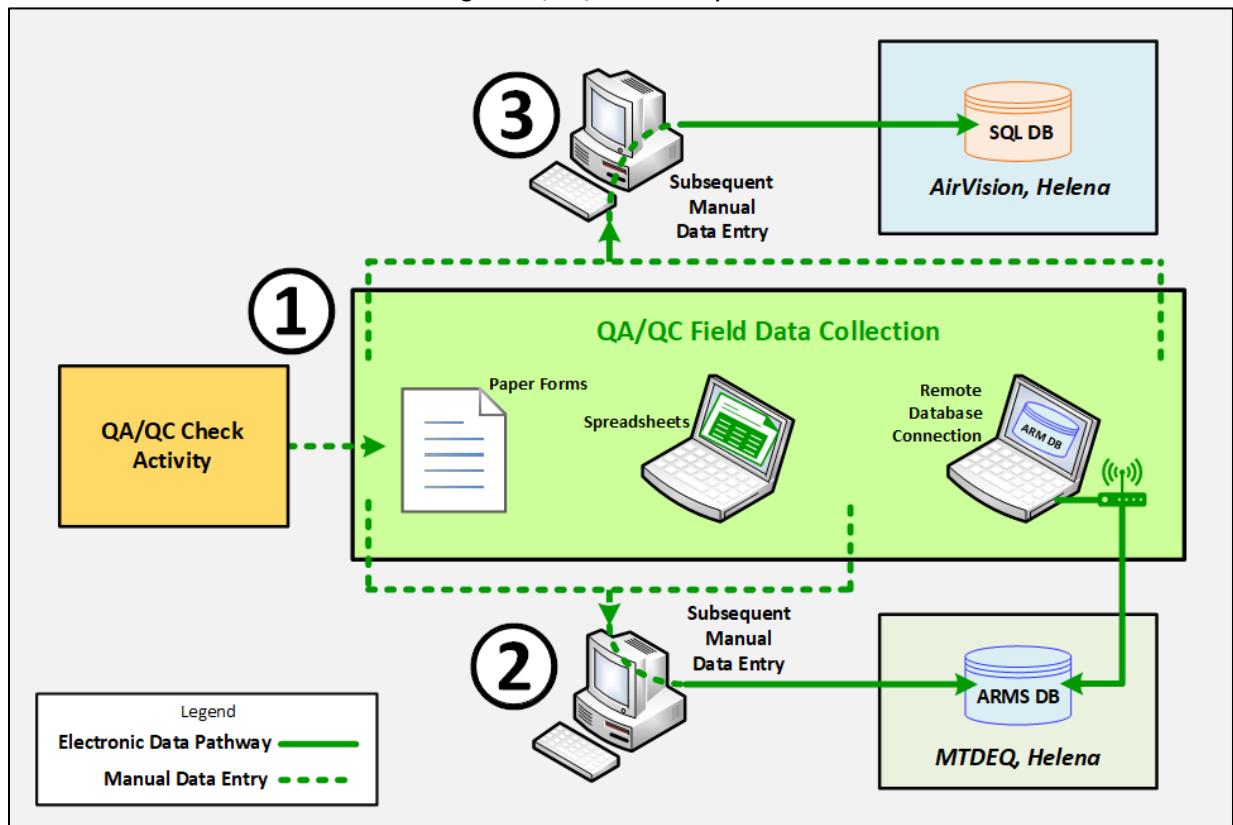 3
SQL DB
AirVision, Helena
Subsequent
Manual
Data Entry
1
QA/QC Field Data Collection
Paper Forms
Spreadsheets
Remote
Database
Connection
ARM DB
QA/QC Check
Activity
2
Subsequent
Manual
Data Entry
ARMS DB
MTDEQ, Helena
Legend
Electronic Data Pathway
Manual Data Entry